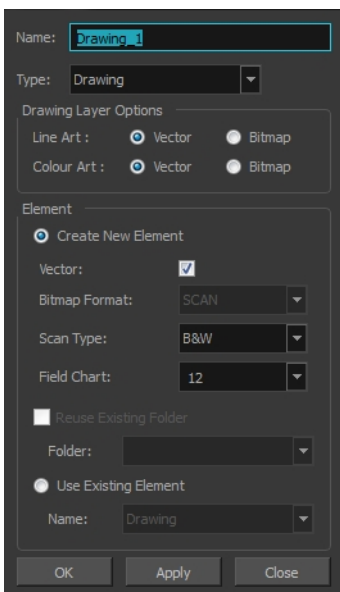 Name: Drawing_1
Type: Drawing
Drawing Layer Options
Line Art : Vector Bitmap
Colour Art : Vector Bitmap
Element
Create New Element
Vector:
Bitmap Format: SCAN
Scan Type: B&W
Field Chart: 12
Reuse Existing Folder
Folder:
Use Existing Element
Name: Drawing
OK Apply Close